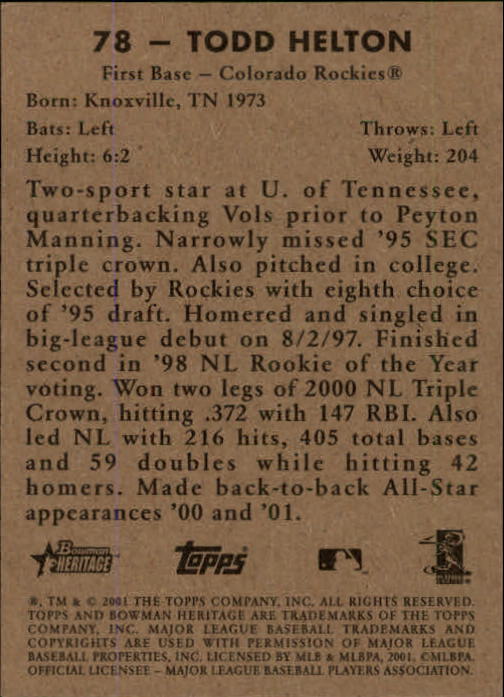 78 – TODD HELTON
First Base – Colorado Rockies®
Born: Knoxville, TN 1973
Bats: Left Throws: Left
Height: 6:2 Weight: 204
Two-sport star at U. of Tennessee,
quarterbacking Vols prior to Peyton
Manning. Narrowly missed '95 SEC
triple crown. Also pitched in college.
Selected by Rockies with eighth choice
of '95 draft. Homered and singled in
big-league debut on 8/2/97. Finished
second in '98 NL Rookie of the Year
voting. Won two legs of 2000 NL Triple
Crown, hitting .372 with 147 RBI. Also
led NL with 216 hits, 405 total bases
and 59 doubles while hitting 42
homers. Made back-to-back All-Star
appearances '00 and '01.
Bowman
HERITAGE
topps
®, TM & © 2001 THE TOPPS COMPANY, INC. ALL RIGHTS RESERVED.
TOPPS AND BOWMAN HERITAGE ARE TRADEMARKS OF THE TOPPS
COMPANY, INC. MAJOR LEAGUE BASEBALL TRADEMARKS AND
COPYRIGHTS ARE USED WITH PERMISSION OF MAJOR LEAGUE
BASEBALL PROPERTIES, INC. LICENSED BY MLB & MLBPA, 2001. ©MLBPA.
OFFICIAL LICENSEE – MAJOR LEAGUE BASEBALL PLAYERS ASSOCIATION.